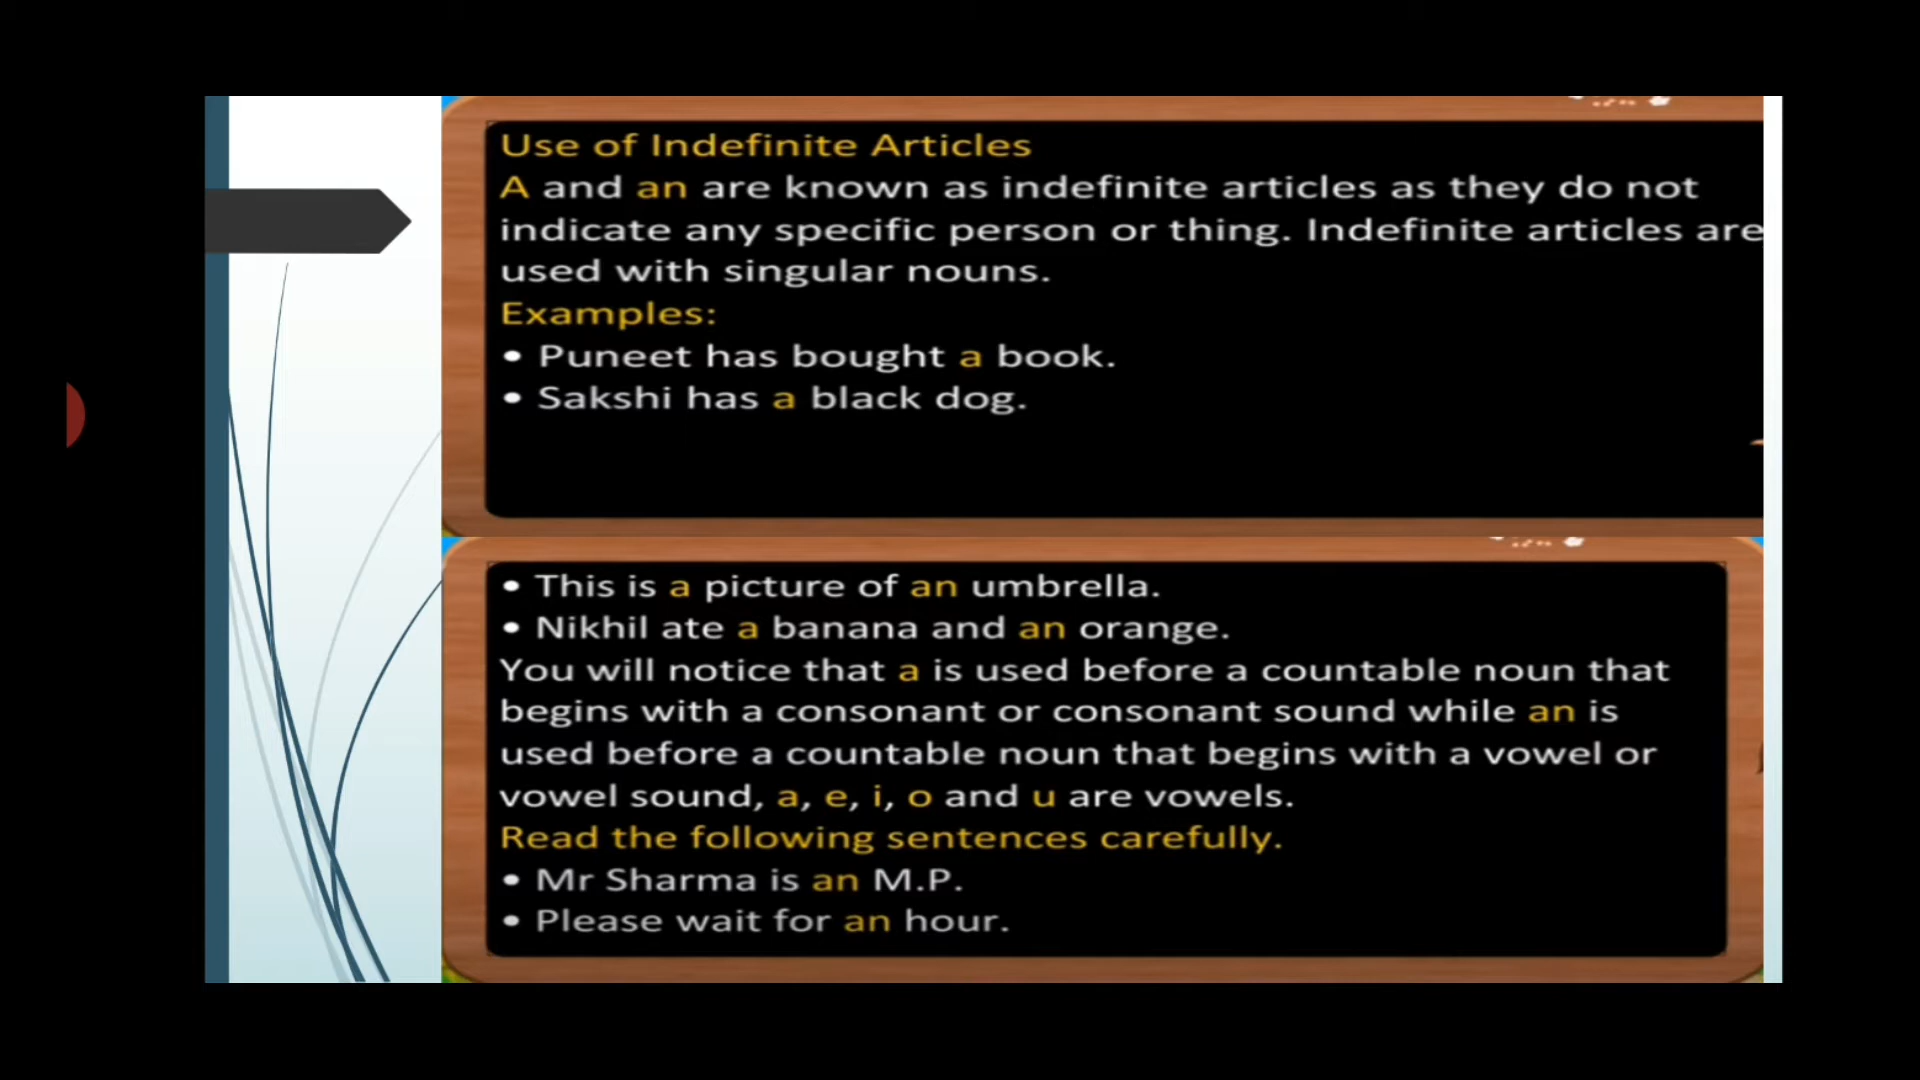 Use of Indefinite Articles
A and an are known as indefinite articles as they do not
indicate any specific person or thing. Indefinite articles are
used with singular nouns.
Examples:
• Puneet has bought a book.
• Sakshi has a black dog.
• This is a picture of an umbrella.
• Nikhil ate a banana and an orange.
You will notice that a is used before a countable noun that
begins with a consonant or consonant sound while an is
used before a countable noun that begins with a vowel or
vowel sound, a, e, i, o and u are vowels.
Read the following sentences carefully.
• Mr Sharma is an M.P.
• Please wait for an hour.